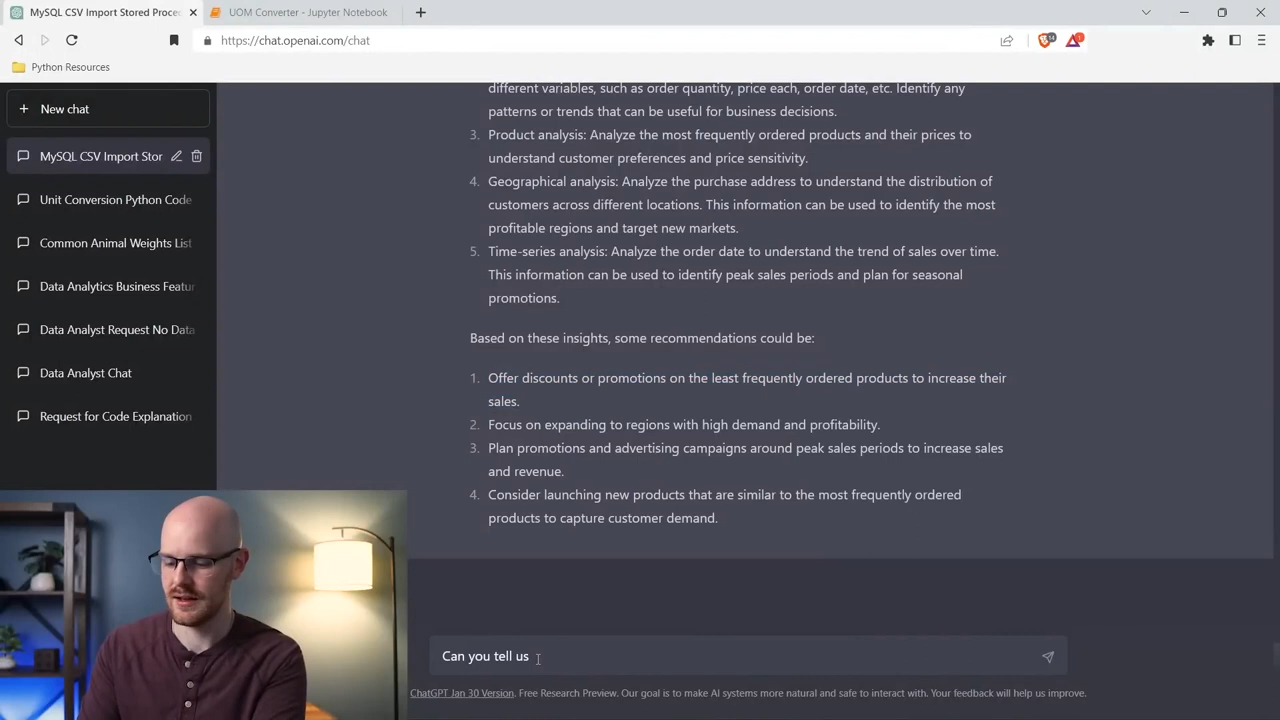 MySQL CSV Import Stored Proced
UOM Converter - Jupyter Notebook
https://chat.openai.com/chat
14
1
Python Resources
New chat
MySQL CSV Import Stor
Unit Conversion Python Code
Common Animal Weights List
Data Analytics Business Featur
Data Analyst Request No Data
Data Analyst Chat
Request for Code Explanation
different variables, such as order quantity, price each, order date, etc. Identify any
patterns or trends that can be useful for business decisions.
3. Product analysis: Analyze the most frequently ordered products and their prices to
understand customer preferences and price sensitivity.
4. Geographical analysis: Analyze the purchase address to understand the distribution of
customers across different locations. This information can be used to identify the most
profitable regions and target new markets.
5. Time-series analysis: Analyze the order date to understand the trend of sales over time.
This information can be used to identify peak sales periods and plan for seasonal
promotions.
Based on these insights, some recommendations could be:
1. Offer discounts or promotions on the least frequently ordered products to increase their
sales.
2. Focus on expanding to regions with high demand and profitability.
3. Plan promotions and advertising campaigns around peak sales periods to increase sales
and revenue.
4. Consider launching new products that are similar to the most frequently ordered
products to capture customer demand.
Can you tell us
ChatGPT Jan 30 Version. Free Research Preview. Our goal is to make AI systems more natural and safe to interact with. Your feedback will help us improve.